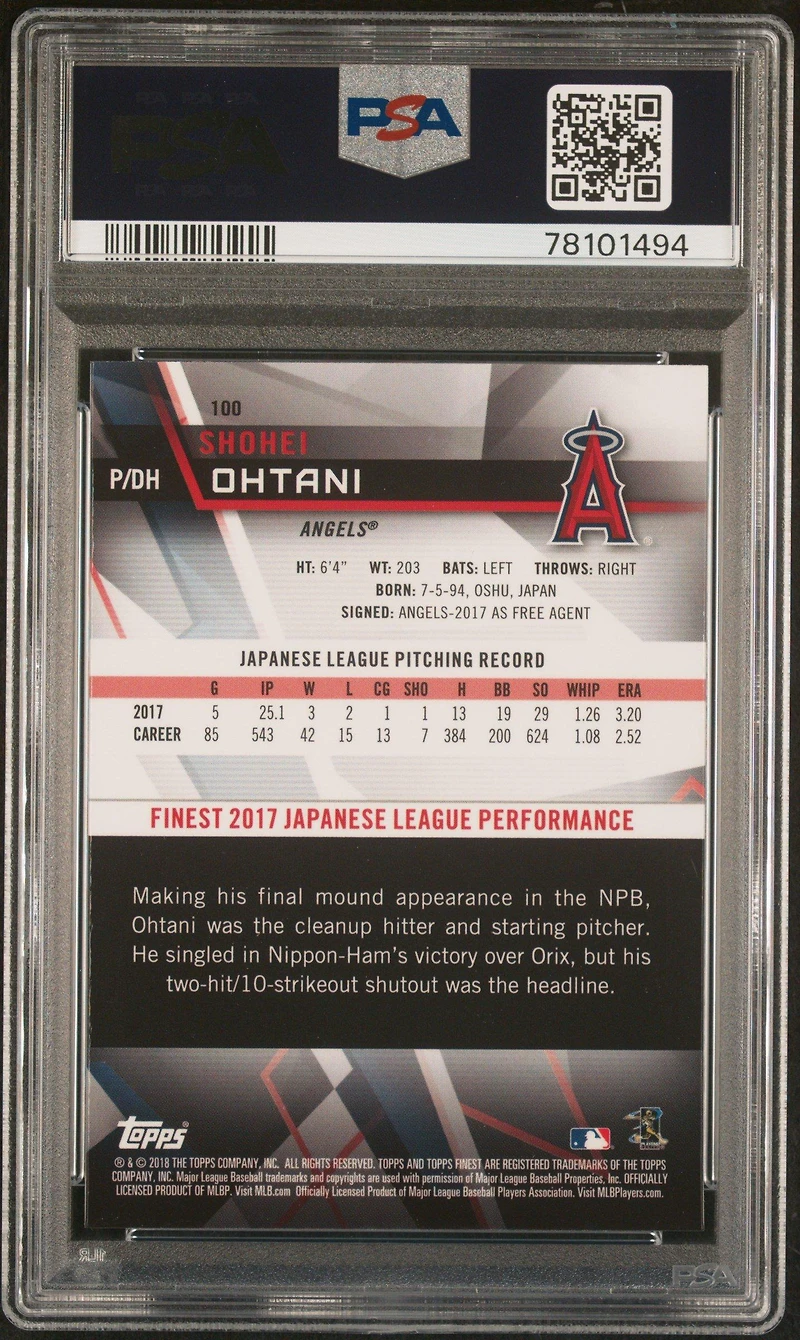 PSA
78101494
100
SHOHEI
P/DH OHTANI
ANGELS®
HT: 6'4" WT: 203 BATS: LEFT THROWS: RIGHT
BORN: 7-5-94, OSHU, JAPAN
SIGNED: ANGELS-2017 AS FREE AGENT
JAPANESE LEAGUE PITCHING RECORD
G IP W L CG SHO H BB SO WHIP ERA
2017 5 25.1 3 2 1 1 13 19 29 1.26 3.20
CAREER 85 543 42 15 13 7 384 200 624 1.08 2.52
FINEST 2017 JAPANESE LEAGUE PERFORMANCE
Making his final mound appearance in the NPB,
Ohtani was the cleanup hitter and starting pitcher.
He singled in Nippon-Ham's victory over Orix, but his
two-hit/10-strikeout shutout was the headline.
topps®
® & © 2018 THE TOPPS COMPANY, INC. ALL RIGHTS RESERVED. TOPPS AND TOPPS FINEST ARE REGISTERED TRADEMARKS OF THE TOPPS
COMPANY, INC. Major League Baseball trademarks and copyrights are used with permission of Major League Baseball Properties, Inc. OFFICIALLY
LICENSED PRODUCT OF MLBP. Visit MLB.com Officially Licensed Product of Major League Baseball Players Association. Visit MLBPlayers.com.
PSA